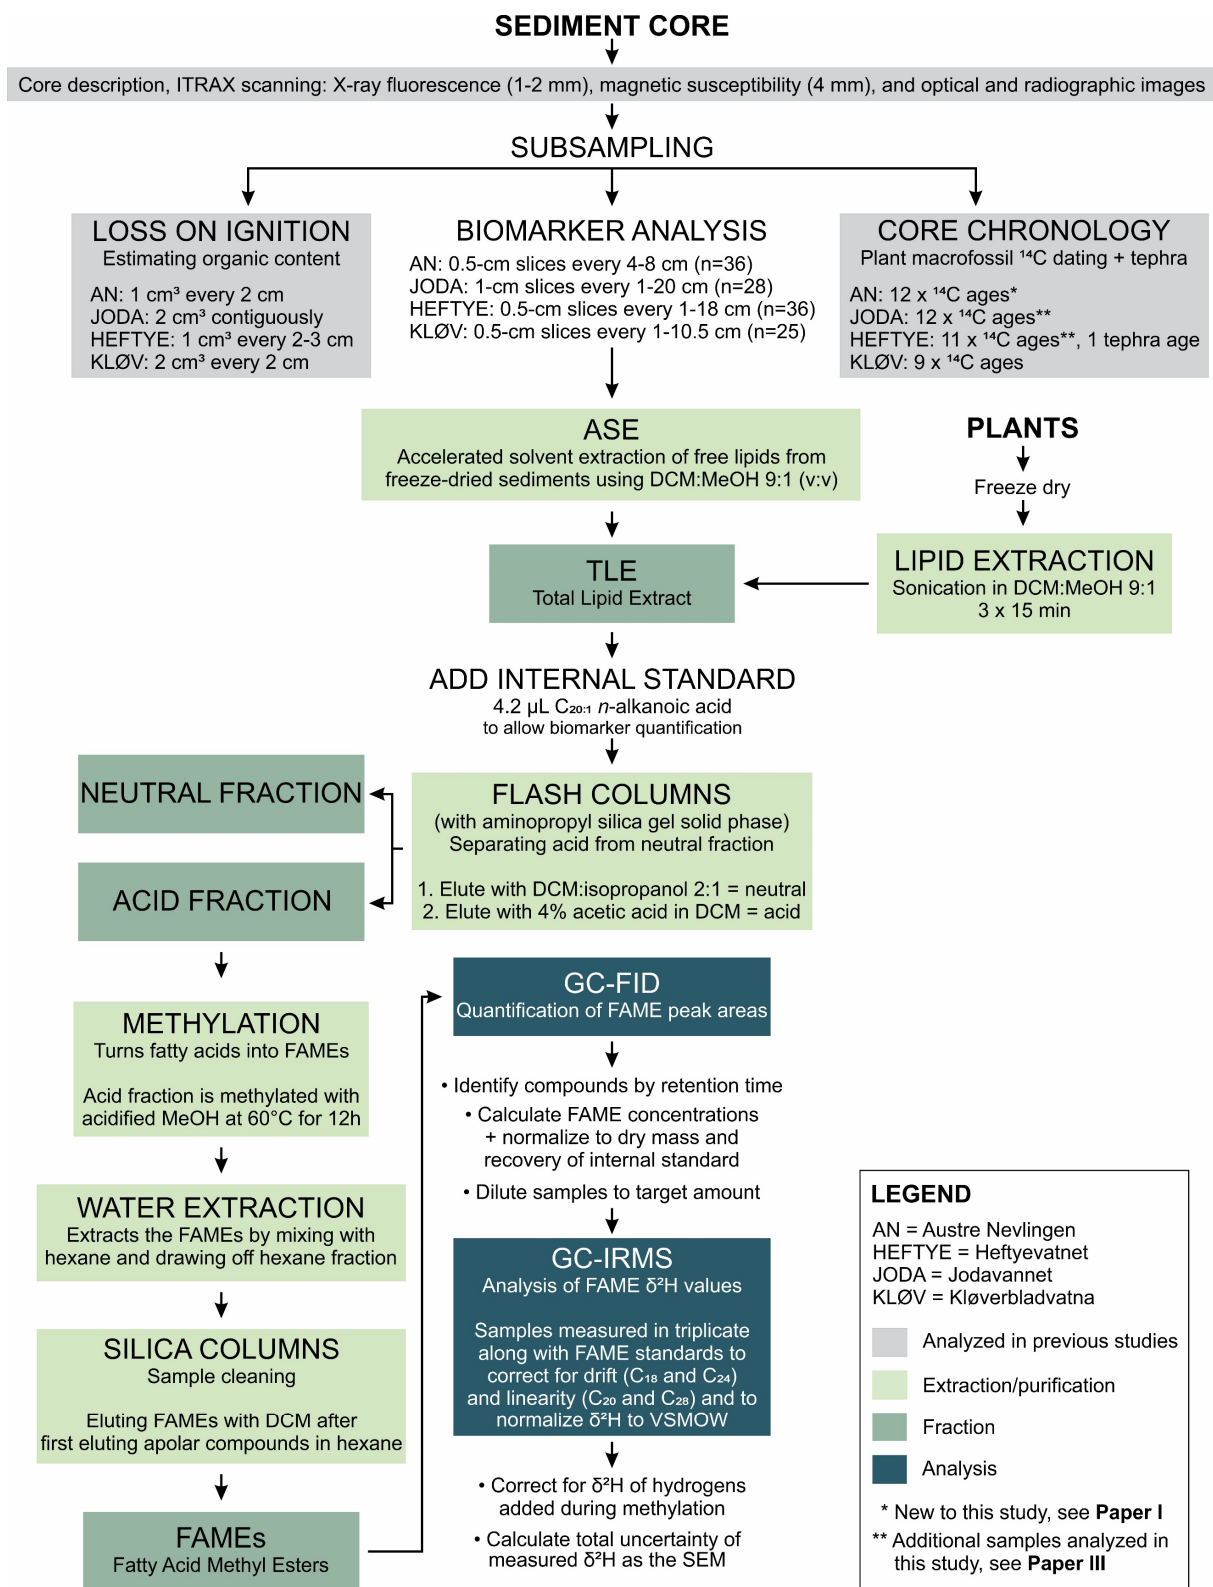 SEDIMENT CORE
Core description, ITRAX scanning: X-ray fluorescence (1-2 mm), magnetic susceptibility (4 mm), and optical and radiographic images
SUBSAMPLING
LOSS ON IGNITION
Estimating organic content
AN: 1 cm³ every 2 cm
JODA: 2 cm³ contiguously
HEFTYE: 1 cm³ every 2-3 cm
KLØV: 2 cm³ every 2 cm
BIOMARKER ANALYSIS
AN: 0.5-cm slices every 4-8 cm (n=36)
JODA: 1-cm slices every 1-20 cm (n=28)
HEFTYE: 0.5-cm slices every 1-18 cm (n=36)
KLØV: 0.5-cm slices every 1-10.5 cm (n=25)
CORE CHRONOLOGY
Plant macrofossil ¹⁴C dating + tephra
AN: 12 x ¹⁴C ages*
JODA: 12 x ¹⁴C ages**
HEFTYE: 11 x ¹⁴C ages**, 1 tephra age
KLØV: 9 x ¹⁴C ages
ASE
Accelerated solvent extraction of free lipids from
freeze-dried sediments using DCM:MeOH 9:1 (v:v)
PLANTS
Freeze dry
LIPID EXTRACTION
Sonication in DCM:MeOH 9:1
3 x 15 min
TLE
Total Lipid Extract
ADD INTERNAL STANDARD
4.2 µL C₂₀:₁ n-alkanoic acid
to allow biomarker quantification
FLASH COLUMNS
(with aminopropyl silica gel solid phase)
Separating acid from neutral fraction
1. Elute with DCM:isopropanol 2:1 = neutral
2. Elute with 4% acetic acid in DCM = acid
NEUTRAL FRACTION
ACID FRACTION
METHYLATION
Turns fatty acids into FAMEs
Acid fraction is methylated with
acidified MeOH at 60°C for 12h
WATER EXTRACTION
Extracts the FAMEs by mixing with
hexane and drawing off hexane fraction
SILICA COLUMNS
Sample cleaning
Eluting FAMEs with DCM after
first eluting apolar compounds in hexane
FAMEs
Fatty Acid Methyl Esters
GC-FID
Quantification of FAME peak areas
• Identify compounds by retention time
• Calculate FAME concentrations
+ normalize to dry mass and
recovery of internal standard
• Dilute samples to target amount
GC-IRMS
Analysis of FAME δ²H values
Samples measured in triplicate
along with FAME standards to
correct for drift (C₁₈ and C₂₄)
and linearity (C₂₀ and C₂₈) and to
normalize δ²H to VSMOW
• Correct for δ²H of hydrogens
added during methylation
• Calculate total uncertainty of
measured δ²H as the SEM
LEGEND
AN = Austre Nevlingen
HEFTYE = Heftyevatnet
JODA = Jodavannet
KLØV = Kløverbladvatna
Analyzed in previous studies
Extraction/purification
Fraction
Analysis
* New to this study, see Paper I
** Additional samples analyzed in
this study, see Paper III